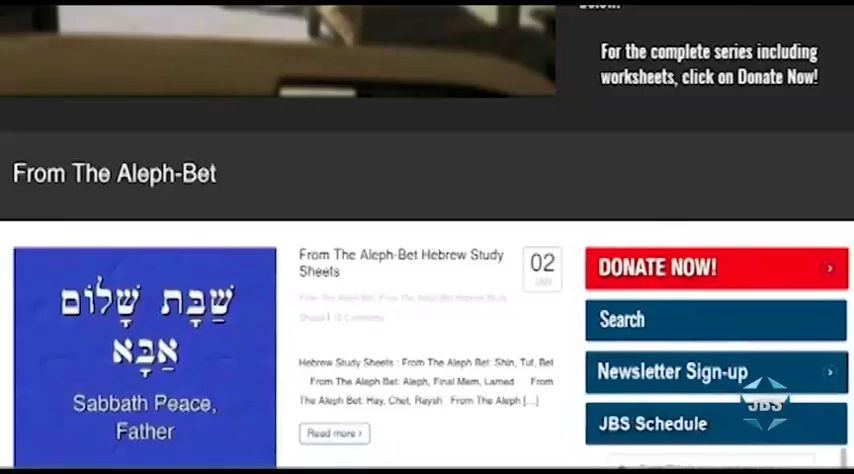 For the complete series including
worksheets, click on Donate Now!
From The Aleph-Bet
שַׁבָּת שָׁלוֹם
אַבָּא
Sabbath Peace,
Father
From The Aleph-Bet Hebrew Study
Sheets
02
JAN
Hebrew Study Sheets : From The Aleph Bet: Shin, Tuf, Bet
From The Aleph Bet: Aleph, Final Mem, Lamed From
The Aleph Bet: Hay, Chet, Raysh From The Aleph [...]
Read more ›
DONATE NOW!
Search
Newsletter Sign-up
JBS
JBS Schedule